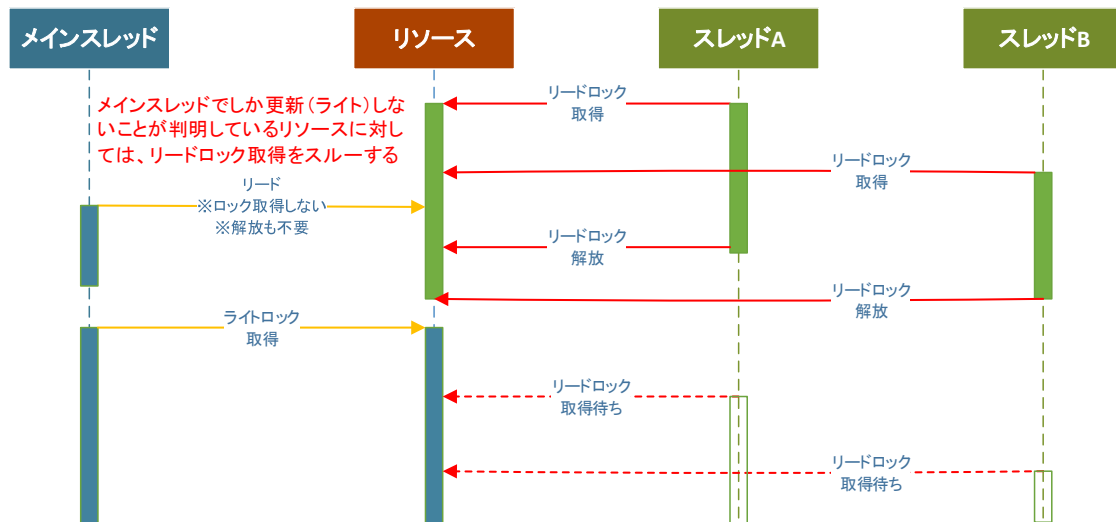 メインスレッド
リソース
スレッドA
スレッドB
メインスレッドでしか更新（ライト）しな
いことが判明しているリソースに対し
ては、リードロック取得をスルーする
リードロック
取得
リードロック
取得
リード
※ロック取得しない
※解放も不要
リードロック
解放
リードロック
解放
ライトロック
取得
リードロック
取得待ち
リードロック
取得待ち